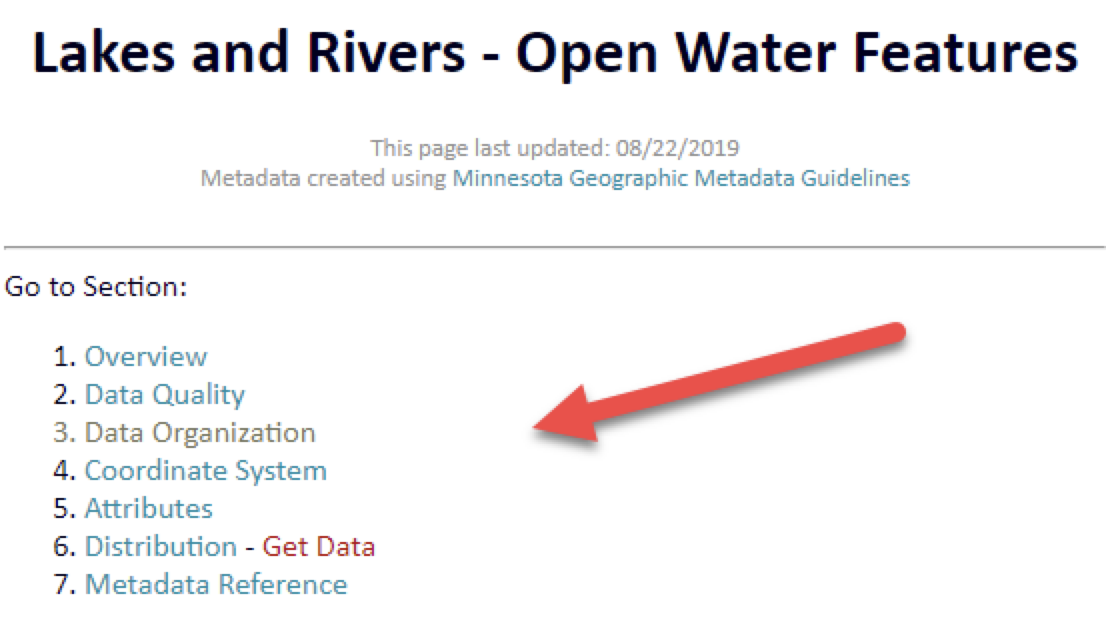 Lakes and Rivers - Open Water Features
This page last updated: 08/22/2019
Metadata created using Minnesota Geographic Metadata Guidelines
Go to Section:
1. Overview
2. Data Quality
3. Data Organization
4. Coordinate System
5. Attributes
6. Distribution - Get Data
7. Metadata Reference